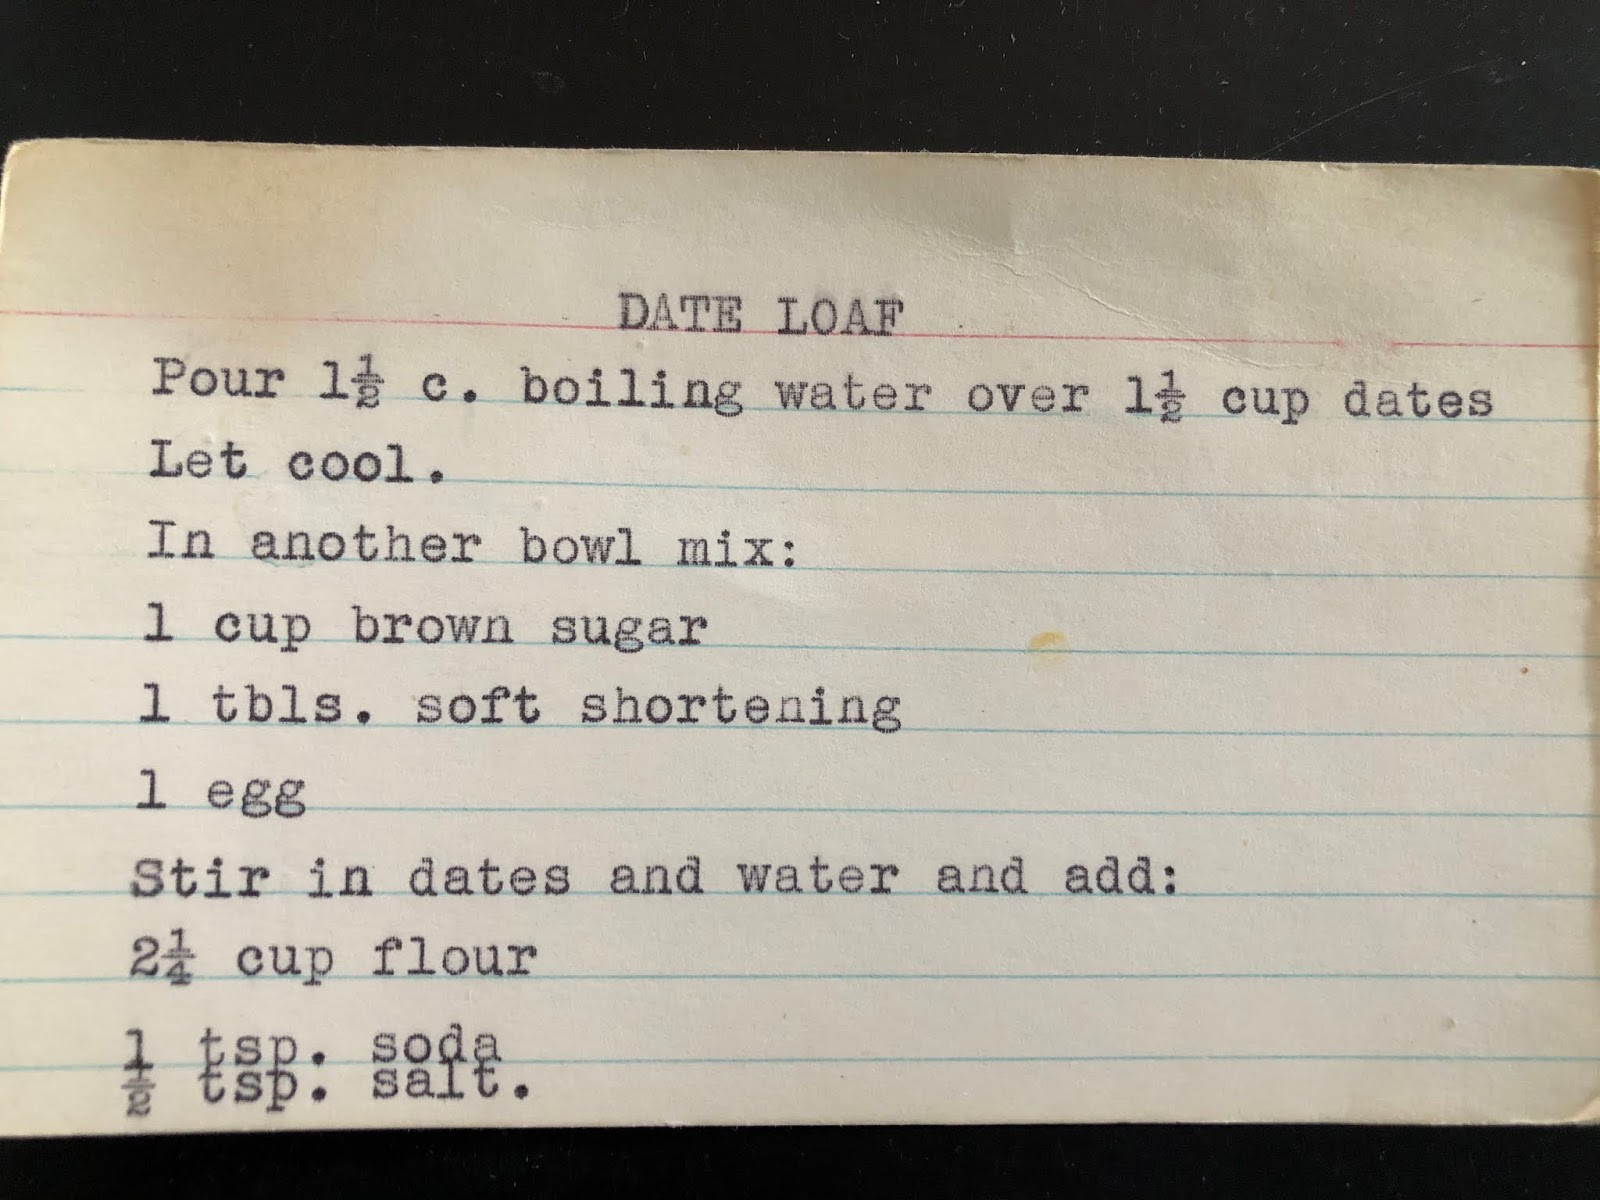 DATE LOAF
Pour 1½ c. boiling water over 1½ cup dates
Let cool.
In another bowl mix:
1 cup brown sugar
1 tbls. soft shortening
1 egg
Stir in dates and water and add:
2¼ cup flour
1 tsp. soda
½ tsp. salt.